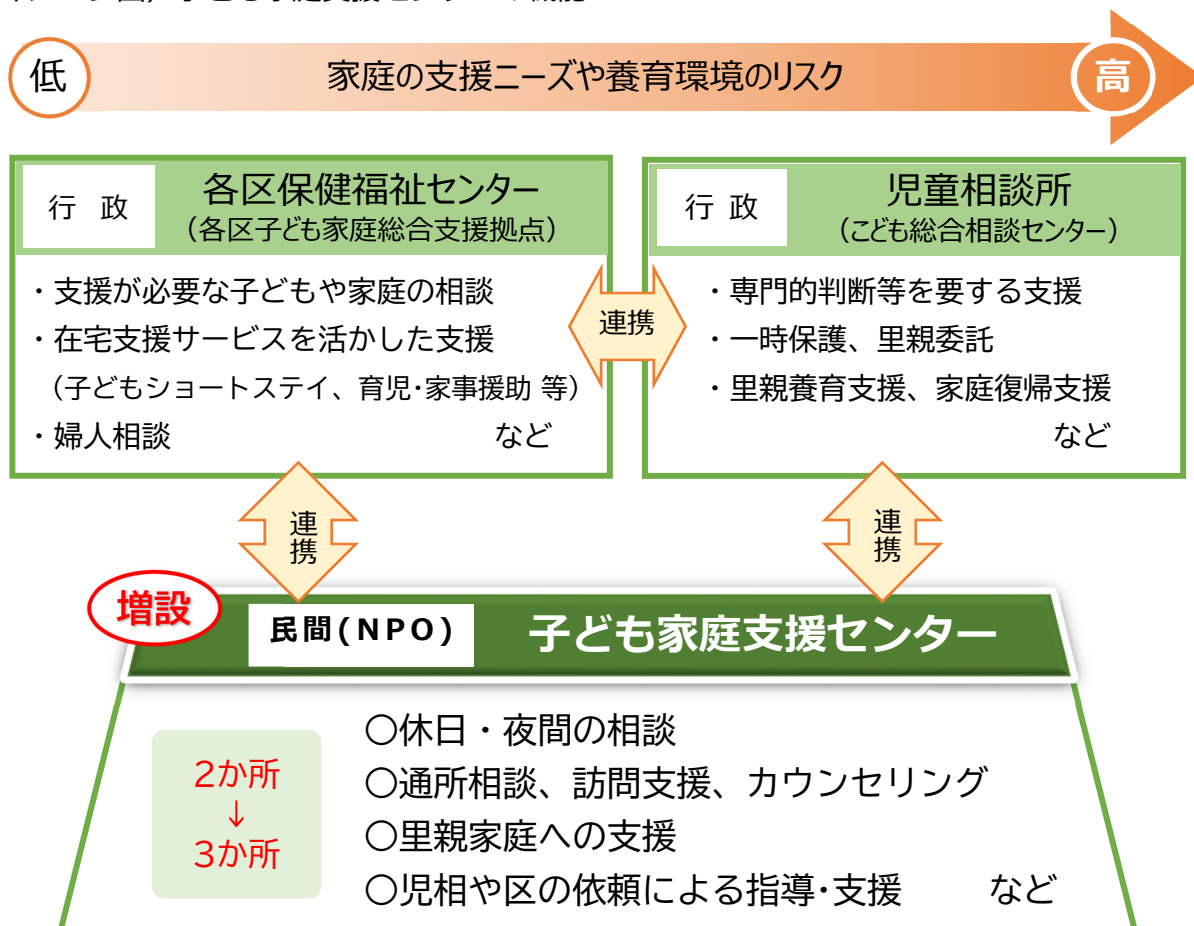 低
家庭の支援ニーズや養育環境のリスク
高
行 政
各区保健福祉センター
（各区子ども家庭総合支援拠点）
・支援が必要な子どもや家庭の相談
・在宅支援サービスを活かした支援
（子どもショートステイ、育児・家事援助 等）
・婦人相談 など
連携
行 政
児童相談所
（こども総合相談センター）
・専門的判断等を要する支援
・一時保護、里親委託
・里親養育支援、家庭復帰支援
など
連携
連携
増設
民間(NPO)
子ども家庭支援センター
2か所
↓
3か所
〇休日・夜間の相談
〇通所相談、訪問支援、カウンセリング
〇里親家庭への支援
〇児相や区の依頼による指導・支援 など